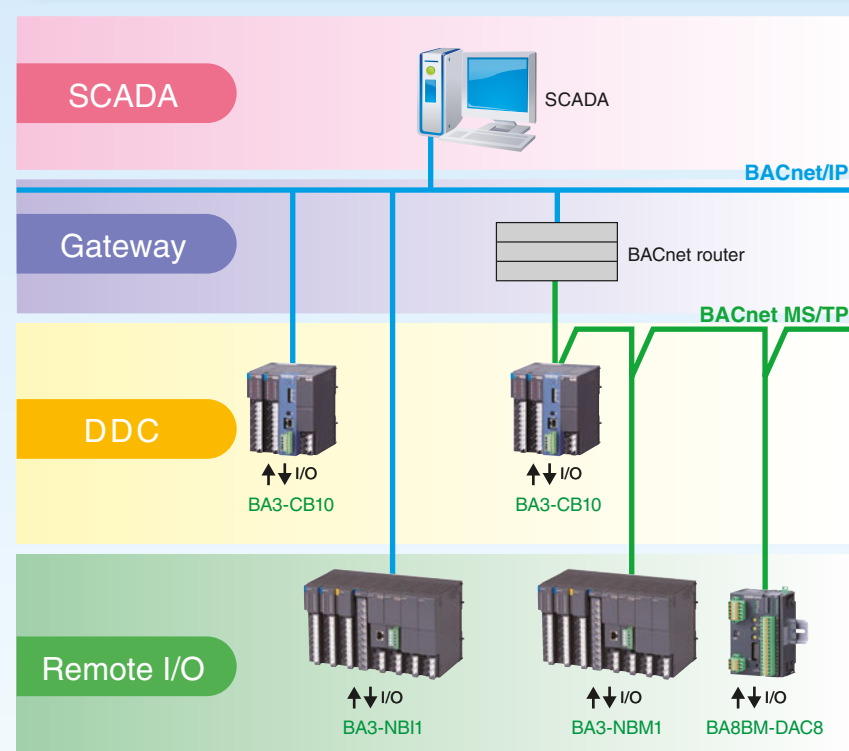 SCADA
SCADA
BACnet/IP
Gateway
BACnet router
BACnet MS/TP
DDC
I/O
I/O
BA3-CB10
BA3-CB10
Remote I/O
I/O
I/O
I/O
BA3-NBI1
BA3-NBM1
BA8BM-DAC8